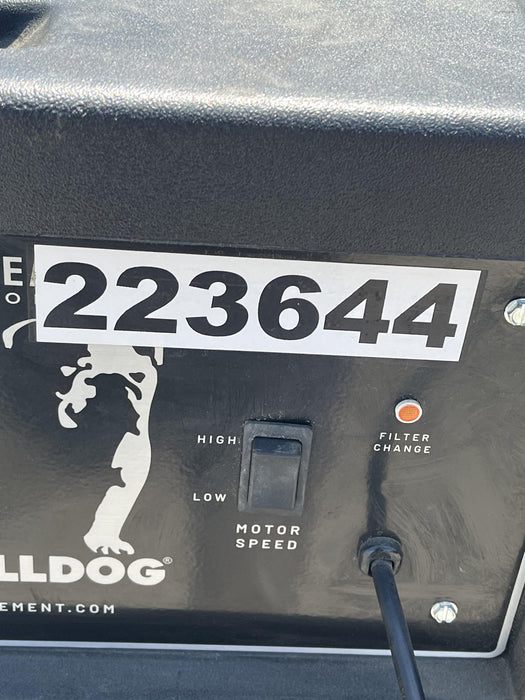 223644
HIGH
LOW
MOTOR
SPEED
FILTER
CHANGE
LLDOG®
EMENT.COM